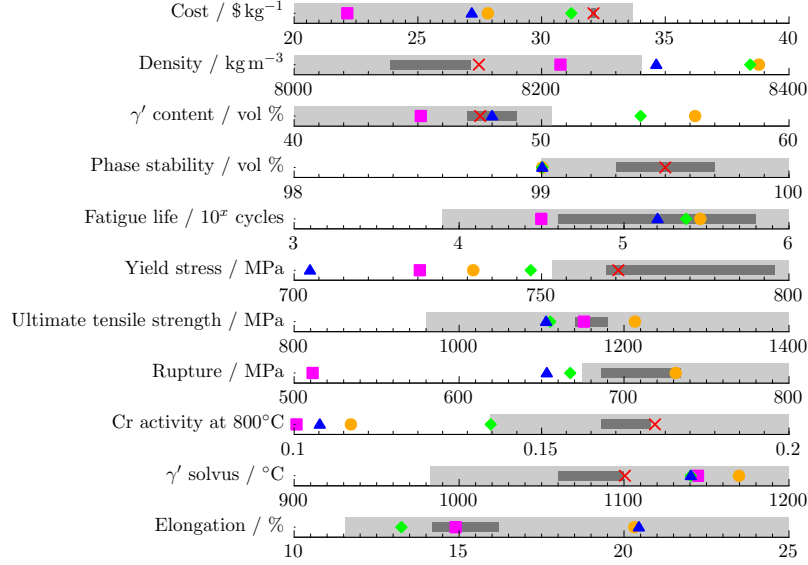 Cost / $ kg⁻¹
20 25 30 35 40
Density / kg m⁻³
8000 8200 8400
γ′ content / vol %
40 50 60
Phase stability / vol %
98 99 100
Fatigue life / 10ˣ cycles
3 4 5 6
Yield stress / MPa
700 750 800
Ultimate tensile strength / MPa
800 1000 1200 1400
Rupture / MPa
500 600 700 800
Cr activity at 800°C
0.1 0.15 0.2
γ′ solvus / °C
900 1000 1100 1200
Elongation / %
10 15 20 25